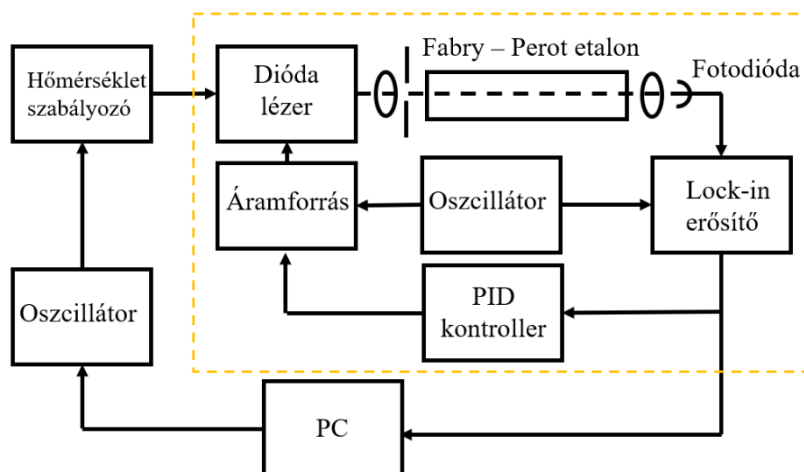 Hőmérséklet
szabályozó
Dióda
lézer
Fabry – Perot etalon
Fotodióda
Áramforrás
Oszcillátor
Lock-in
erősítő
Oszcillátor
PID
kontroller
PC